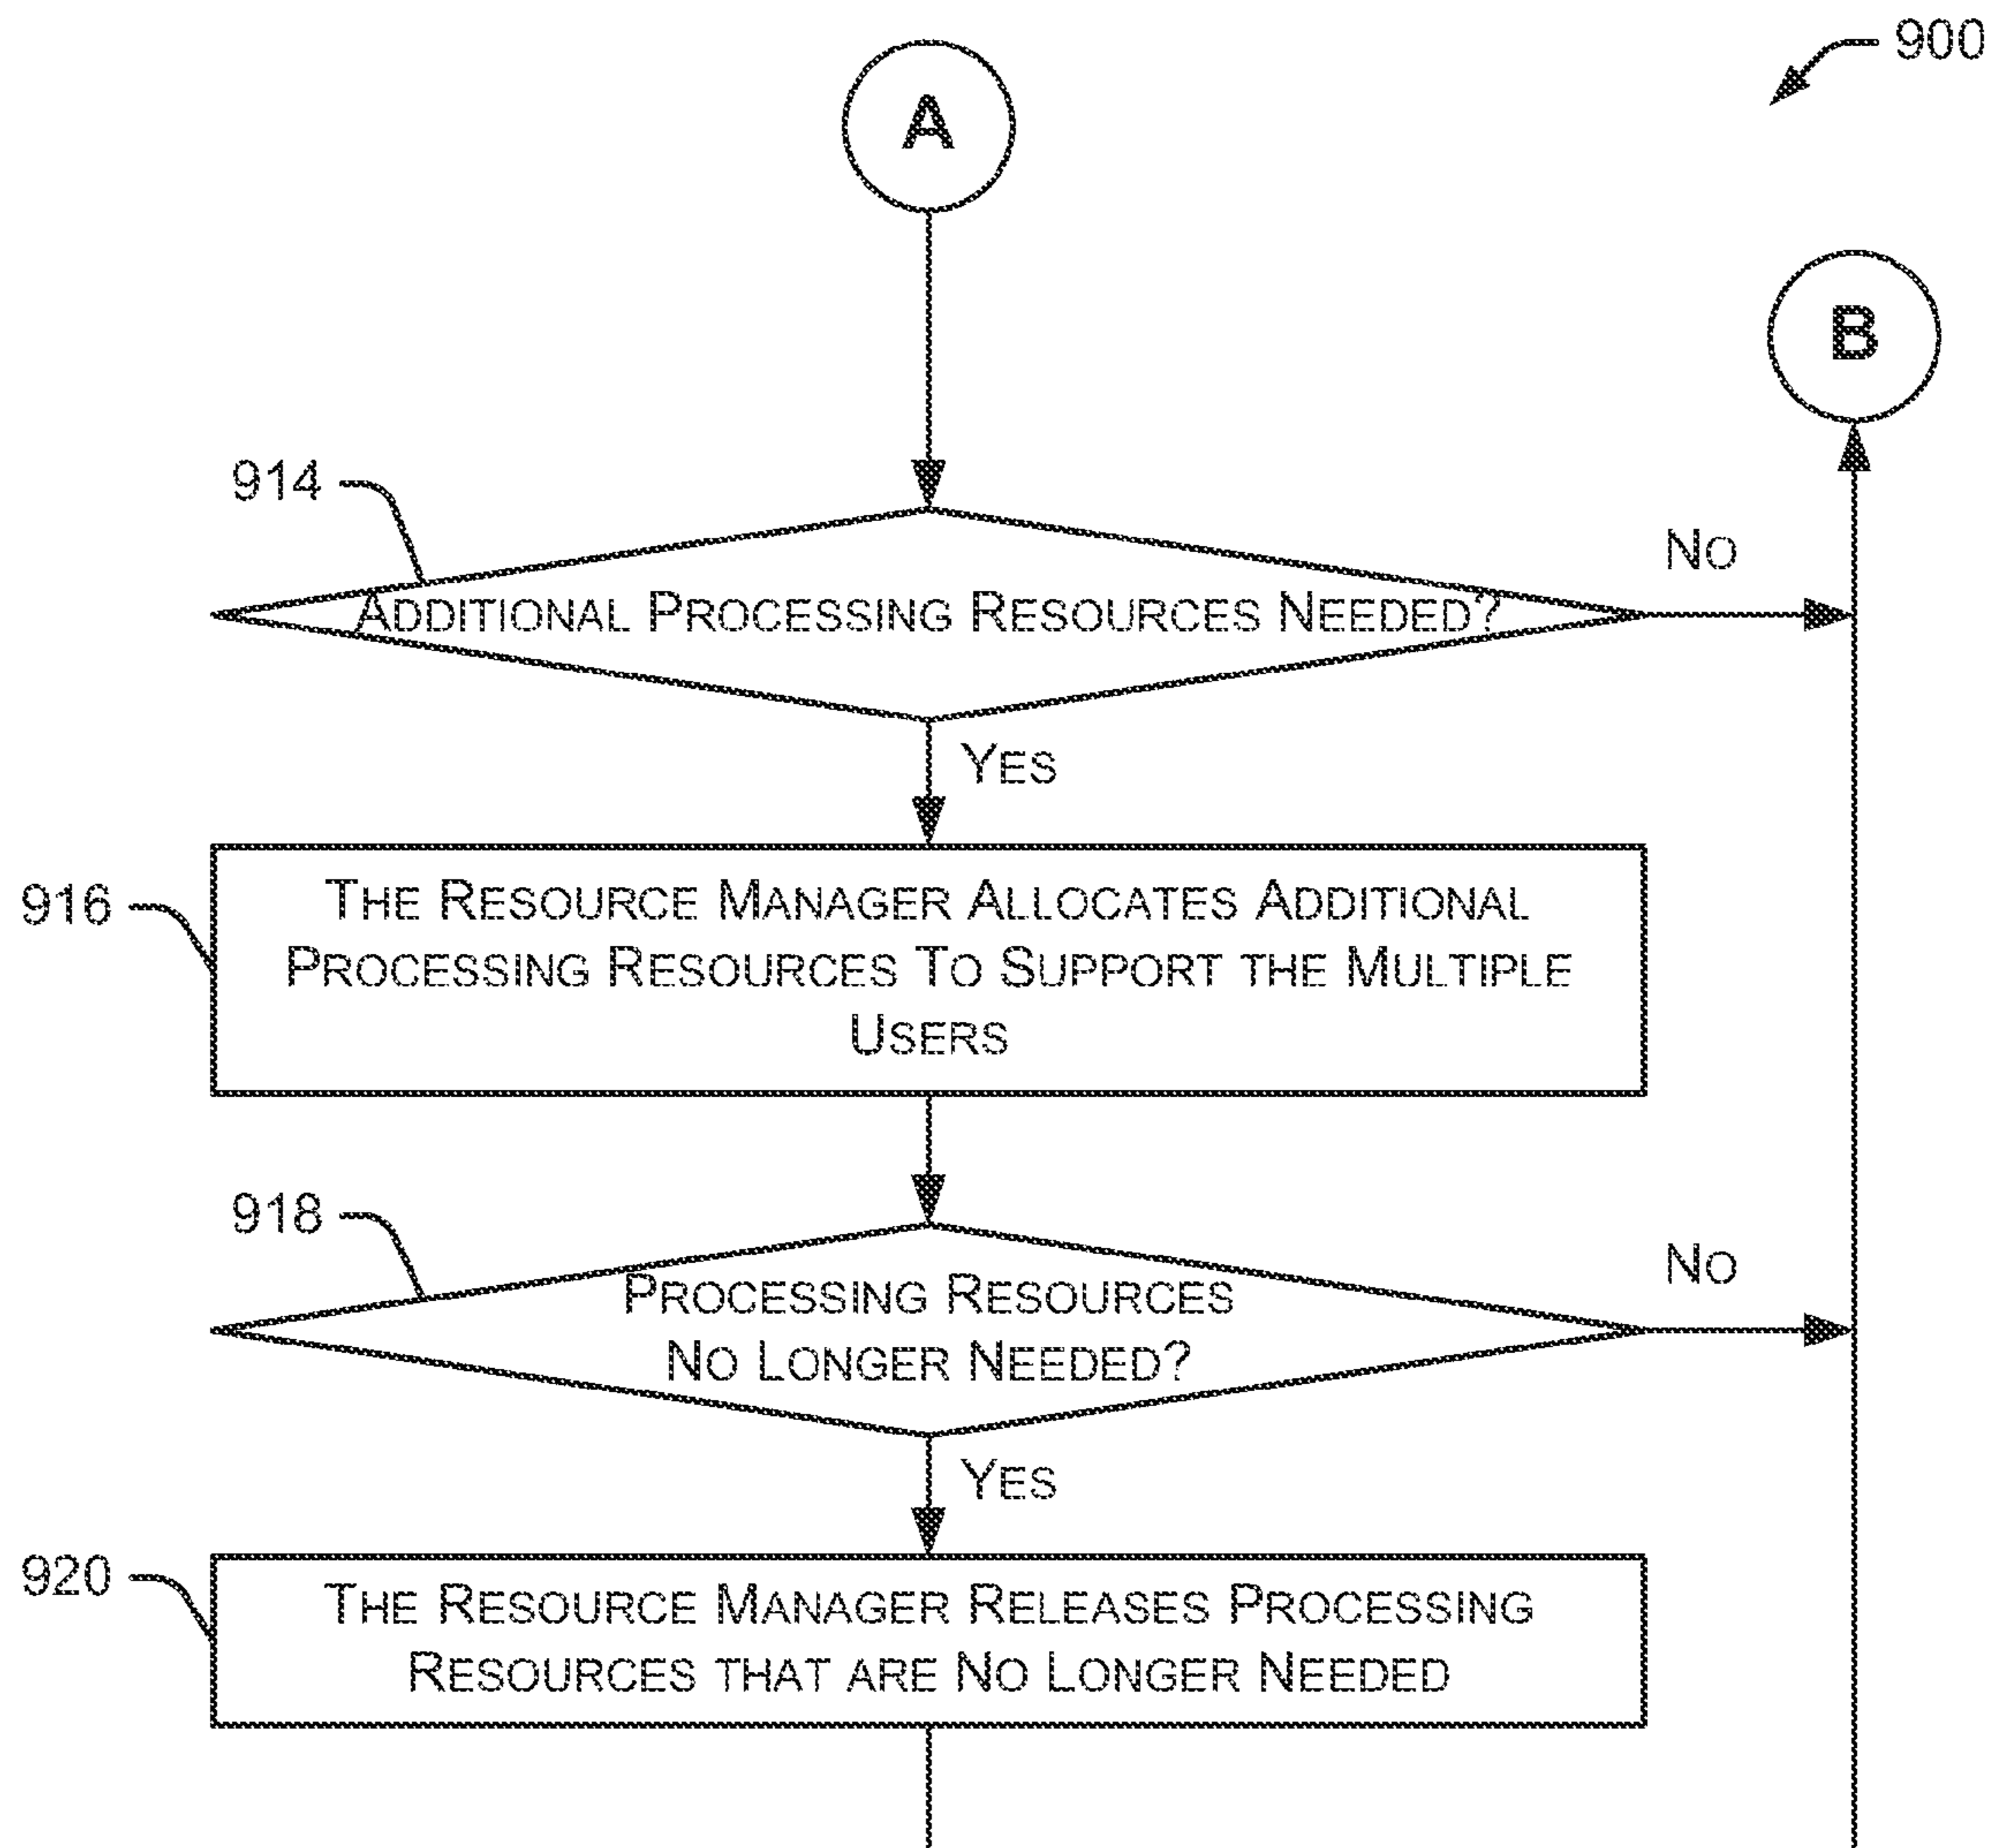 900
A
B
914
ADDITIONAL PROCESSING RESOURCES NEEDED?
NO
YES
916
THE RESOURCE MANAGER ALLOCATES ADDITIONAL
PROCESSING RESOURCES TO SUPPORT THE MULTIPLE
USERS
918
PROCESSING RESOURCES
NO LONGER NEEDED?
NO
YES
920
THE RESOURCE MANAGER RELEASES PROCESSING
RESOURCES THAT ARE NO LONGER NEEDED